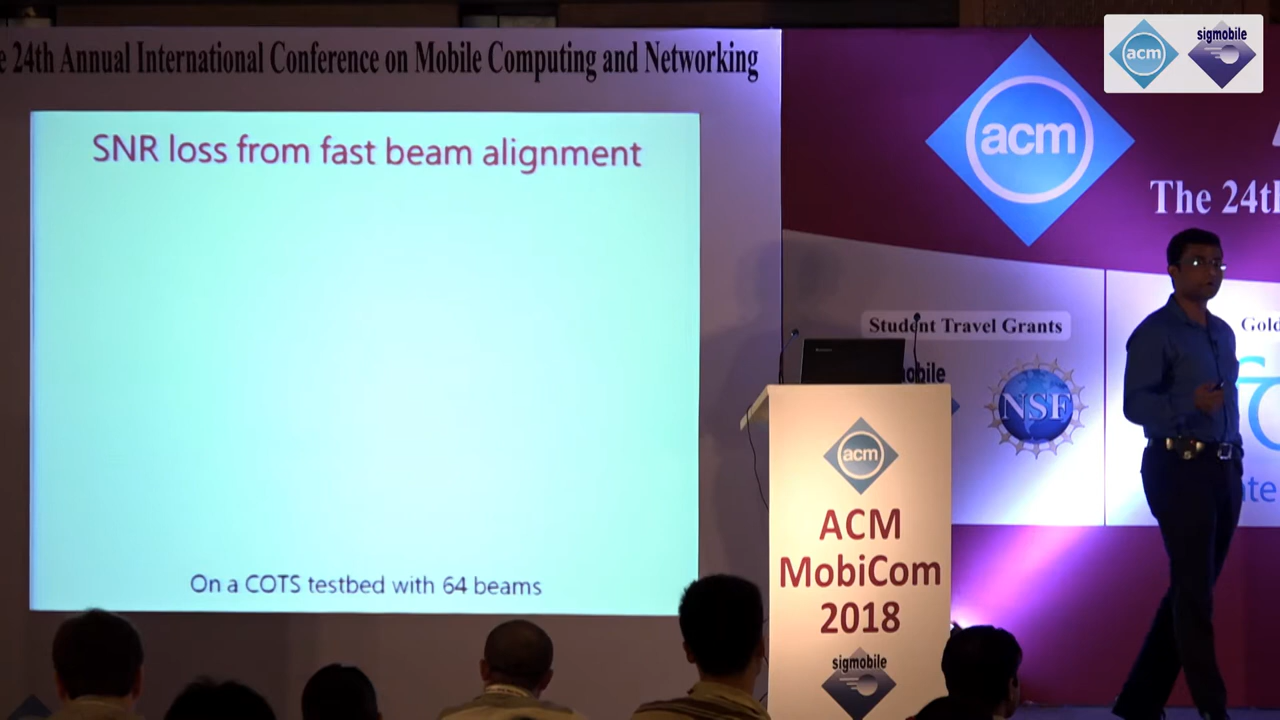 e 24th Annual International Conference on Mobile Computing and Networking
SNR loss from fast beam alignment
On a COTS testbed with 64 beams
acm
sigmobile
acm
The 24th
Student Travel Grants
Gold
obile
NSF
acm
ACM
MobiCom
2018
sigmobile